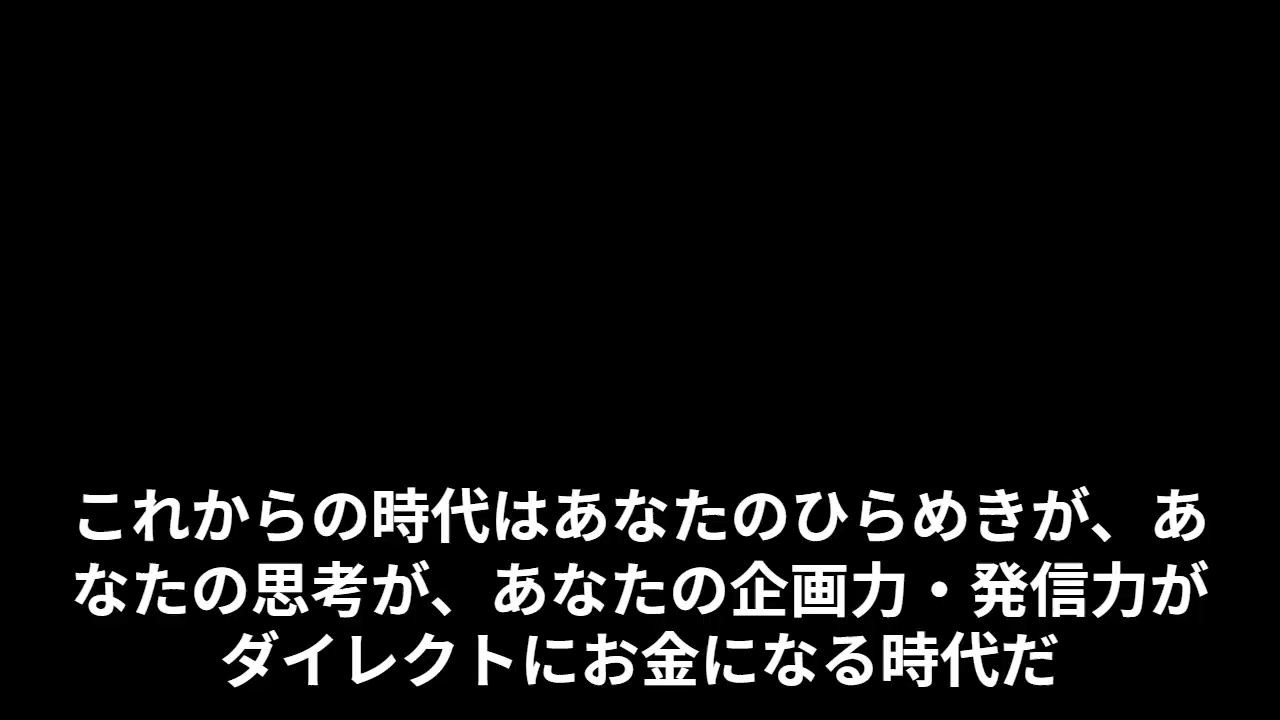 これからの時代はあなたのひらめきが、あ
なたの思考が、あなたの企画力・発信力が
ダイレクトにお金になる時代だ